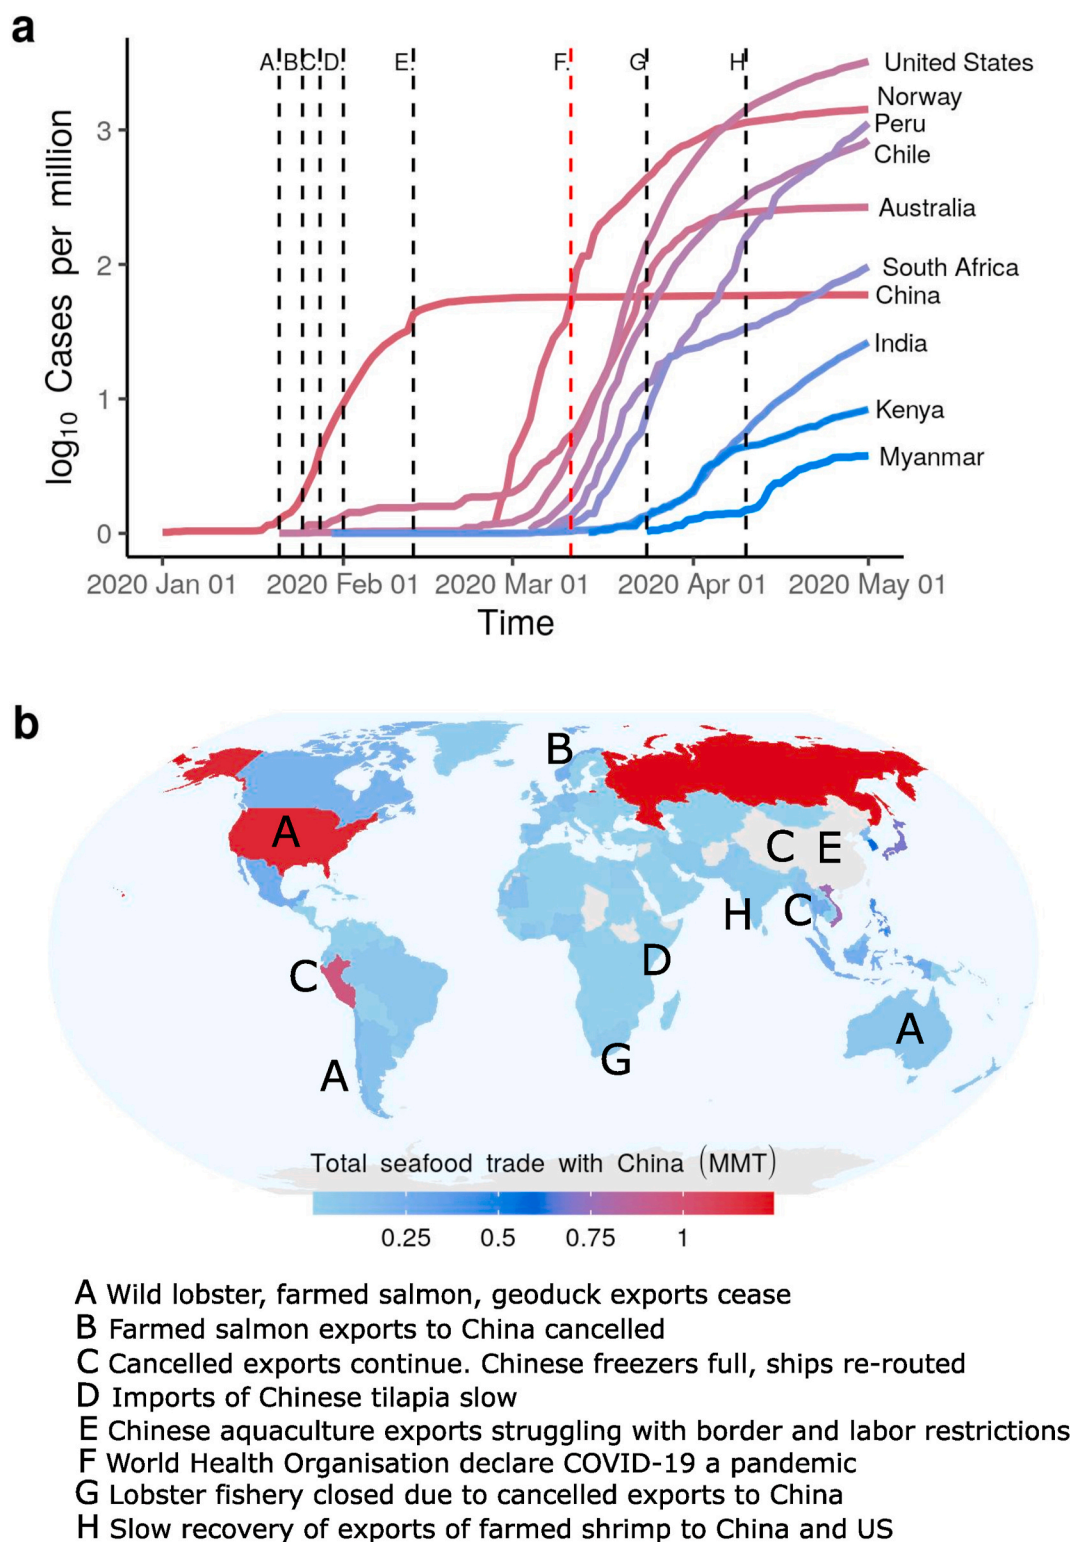 a
A. B. C. D. E. F. G H
United States
Norway
Peru
Chile
Australia
South Africa
China
India
Kenya
Myanmar
log10 Cases per million
3
2
1
0
2020 Jan 01 2020 Feb 01 2020 Mar 01 2020 Apr 01 2020 May 01
Time
b
B
A
C E
H C
C D
A
G
A
Total seafood trade with China (MMT)
0.25 0.5 0.75 1
A Wild lobster, farmed salmon, geoduck exports cease
B Farmed salmon exports to China cancelled
C Cancelled exports continue. Chinese freezers full, ships re-routed
D Imports of Chinese tilapia slow
E Chinese aquaculture exports struggling with border and labor restrictions
F World Health Organisation declare COVID-19 a pandemic
G Lobster fishery closed due to cancelled exports to China
H Slow recovery of exports of farmed shrimp to China and US